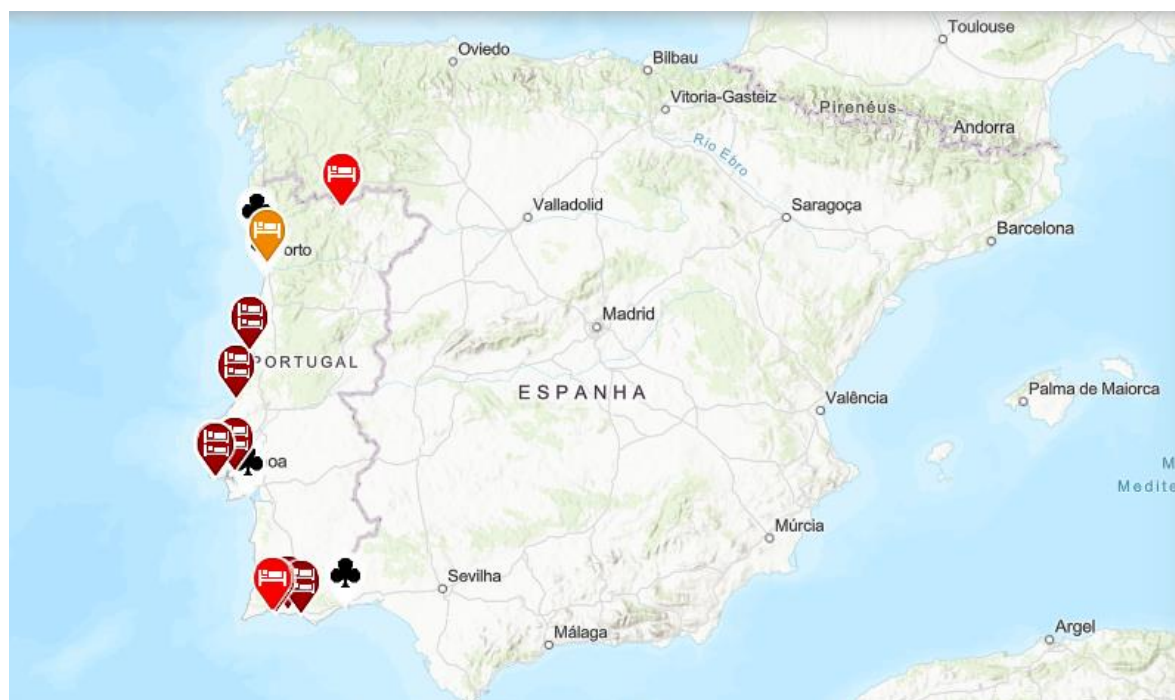 Toulouse
Oviedo
Bilbau
Vitoria-Gasteiz
Pirenéus
Andorra
Río Ebro
Valladolid
Saragoça
Barcelona
orto
Madrid
PORTUGAL
ESPANHA
Palma de Maiorca
Valência
oa
M
Medite
Múrcia
Sevilha
Málaga
Argel